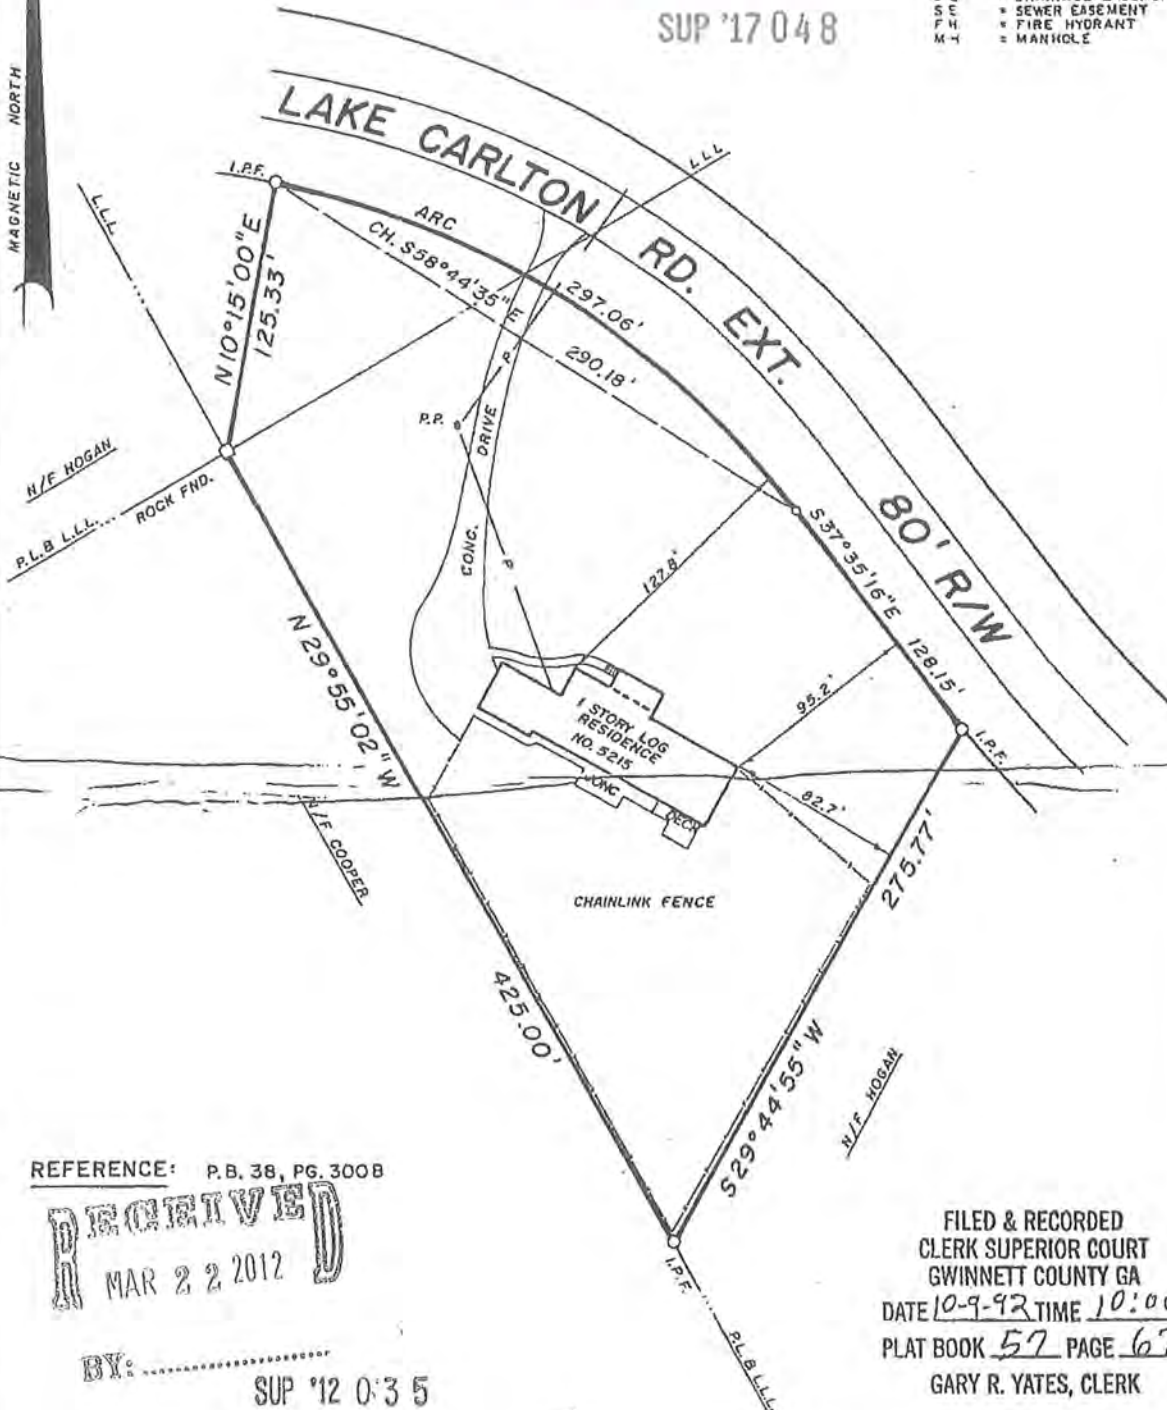 SUP '17 048
S E = SEWER EASEMENT
F H = FIRE HYDRANT
M H = MANHOLE
MAGNETIC NORTH
LAKE CARLTON RD. EXT. 80' R/W
I.P.F.
L.L.L.
L.L.L.
ARC
297.06'
CH. S58°44'35"E
290.18'
N10°15'00"E
125.33'
P
P.P.
CONC. DRIVE
P
N/F HOGAN
P.L.& L.L.L.
ROCK FND.
127.8'
S37°35'16"E
128.15'
95.2'
I.P.F.
N29°55'02"W
425.00'
1 STORY LOG
RESIDENCE
NO. 5215
CONC
DECK
82.7'
275.77'
S29°44'55"W
N/F COOPER
CHAINLINK FENCE
N/F HOGAN
I.P.F.
P.L.& L.L.L.
REFERENCE: P.B. 38, PG. 300B
RECEIVED
MAR 22 2012
BY:
SUP '12 035
FILED & RECORDED
CLERK SUPERIOR COURT
GWINNETT COUNTY GA
DATE 10-9-92 TIME 10:00
PLAT BOOK 57 PAGE
GARY R. YATES, CLERK